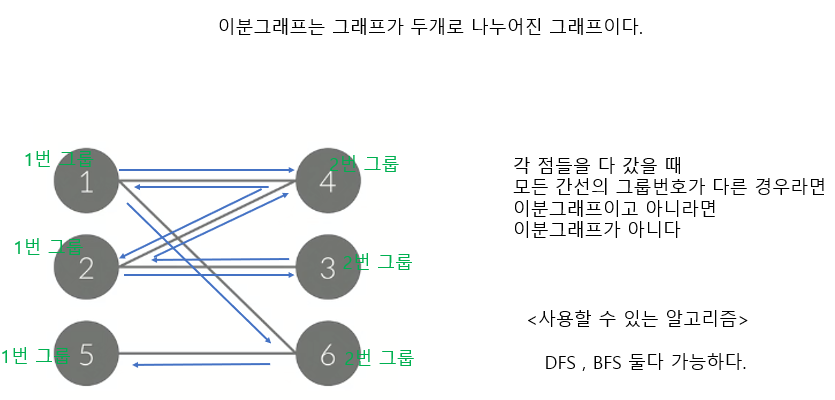 이분그래프는 그래프가 두개로 나누어진 그래프이다.
1번 그룹
1
4
2번 그룹
각 점들을 다 갔을 때
모든 간선의 그룹번호가 다른 경우라면
이분그래프이고 아니라면
이분그래프가 아니다
1번 그룹
2
3
2번 그룹
<사용할 수 있는 알고리즘>
1번 그룹
5
6
2번 그룹
DFS , BFS 둘다 가능하다.